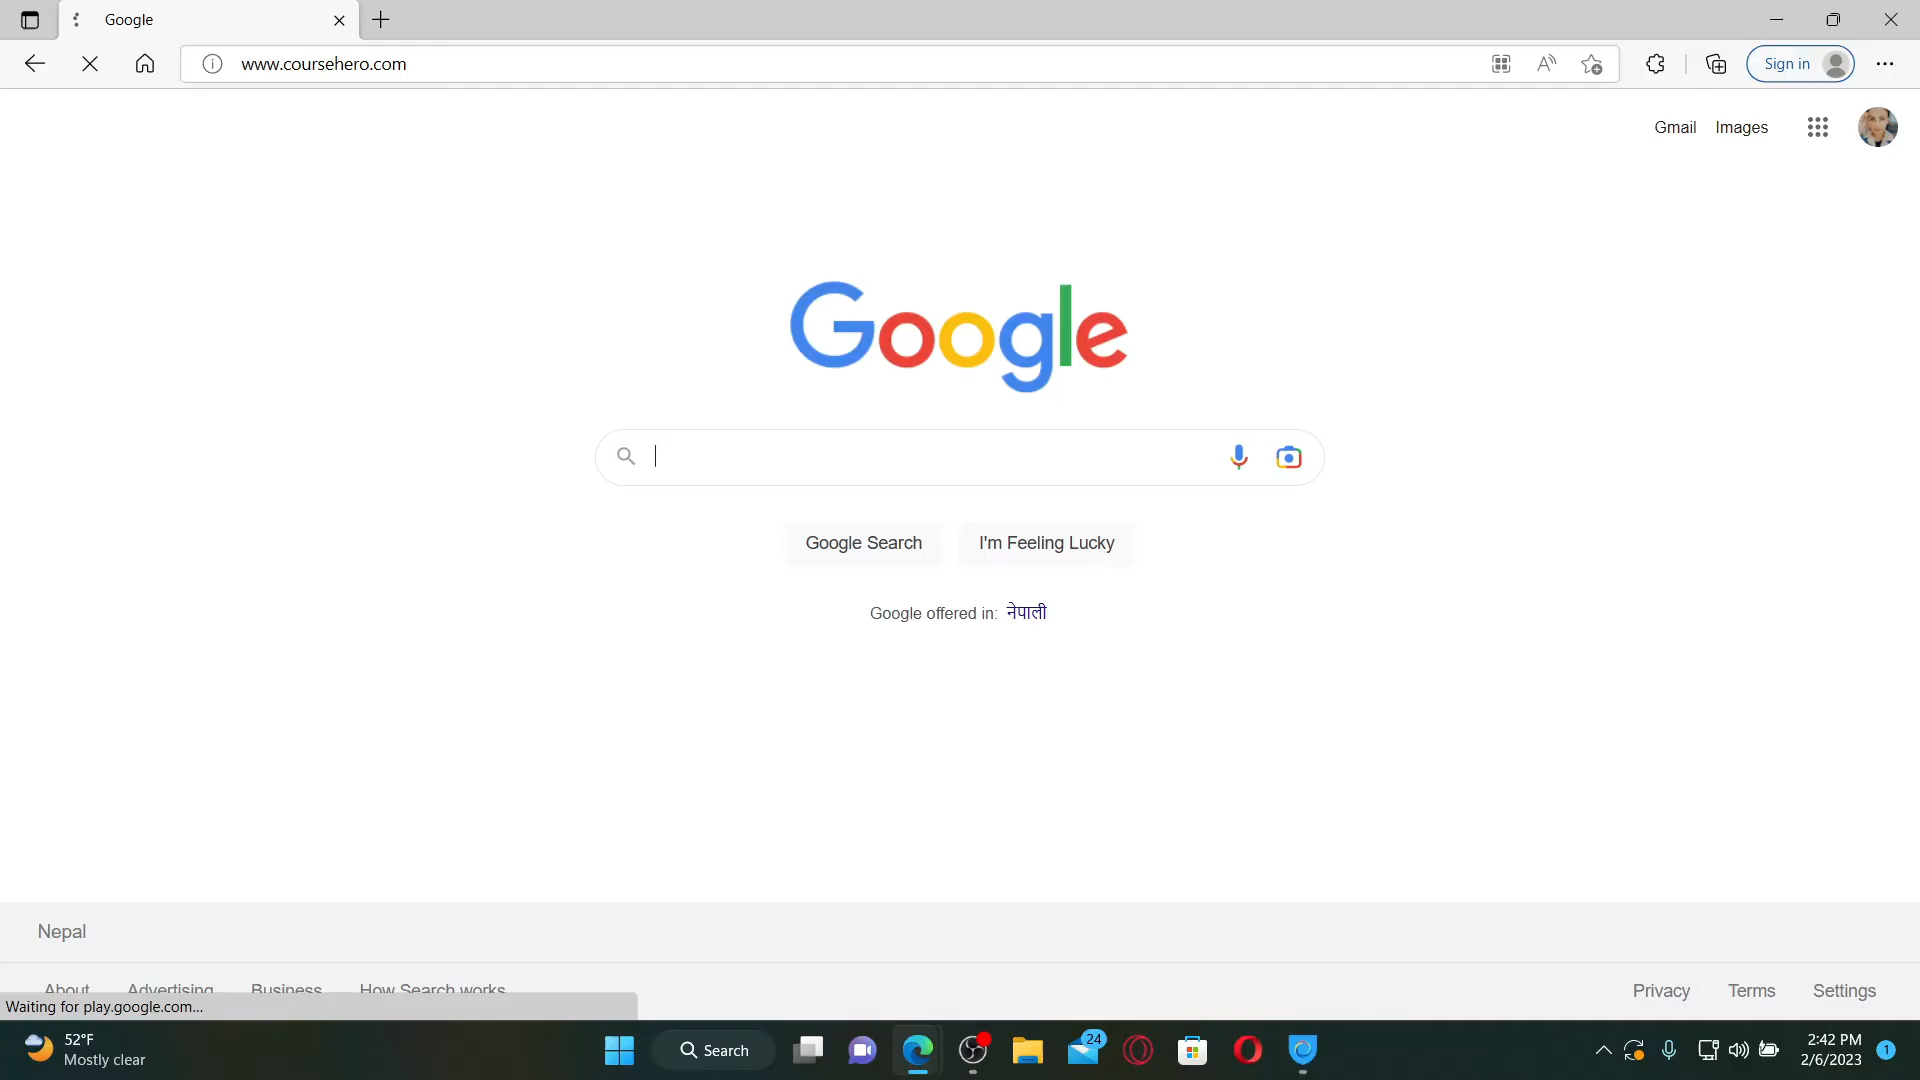 Google
www.coursehero.com
Sign in
Gmail Images
Google
Google Search I'm Feeling Lucky
Google offered in: नेपाली
Nepal
About Advertising Business How Search works
Privacy Terms Settings
Waiting for play.google.com...
52°F
Mostly clear
Search
24
2:42 PM
2/6/2023
1